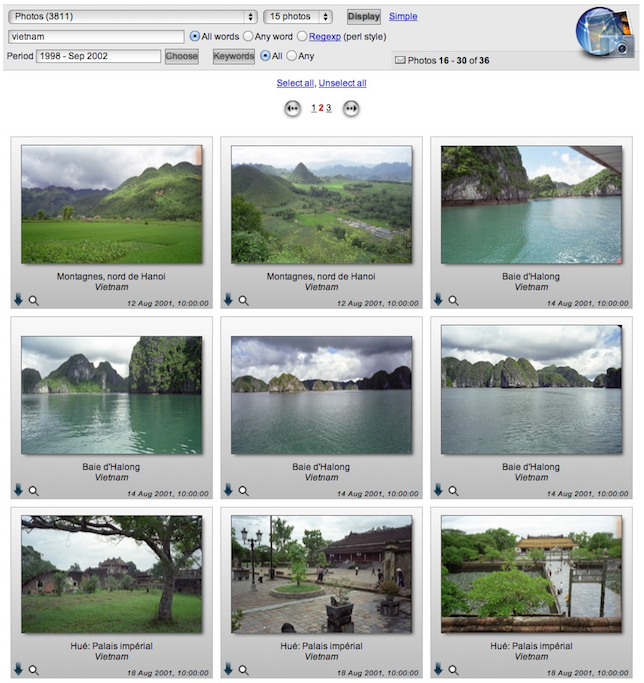 Photos (3811) 15 photos Display Simple
vietnam All words Any word Regexp (perl style)
Period 1998 - Sep 2002 Choose Keywords All Any
Photos 16 - 30 of 36
Select all, Unselect all
1 2 3
Montagnes, nord de Hanoi
Vietnam
12 Aug 2001, 10:00:00
Montagnes, nord de Hanoi
Vietnam
12 Aug 2001, 10:00:00
Baie d'Halong
Vietnam
14 Aug 2001, 10:00:00
Baie d'Halong
Vietnam
14 Aug 2001, 10:00:00
Baie d'Halong
Vietnam
14 Aug 2001, 10:00:00
Baie d'Halong
Vietnam
14 Aug 2001, 10:00:00
Hué: Palais impérial
Vietnam
18 Aug 2001, 10:00:00
Hué: Palais impérial
Vietnam
18 Aug 2001, 10:00:00
Hué: Palais impérial
Vietnam
18 Aug 2001, 10:00:00